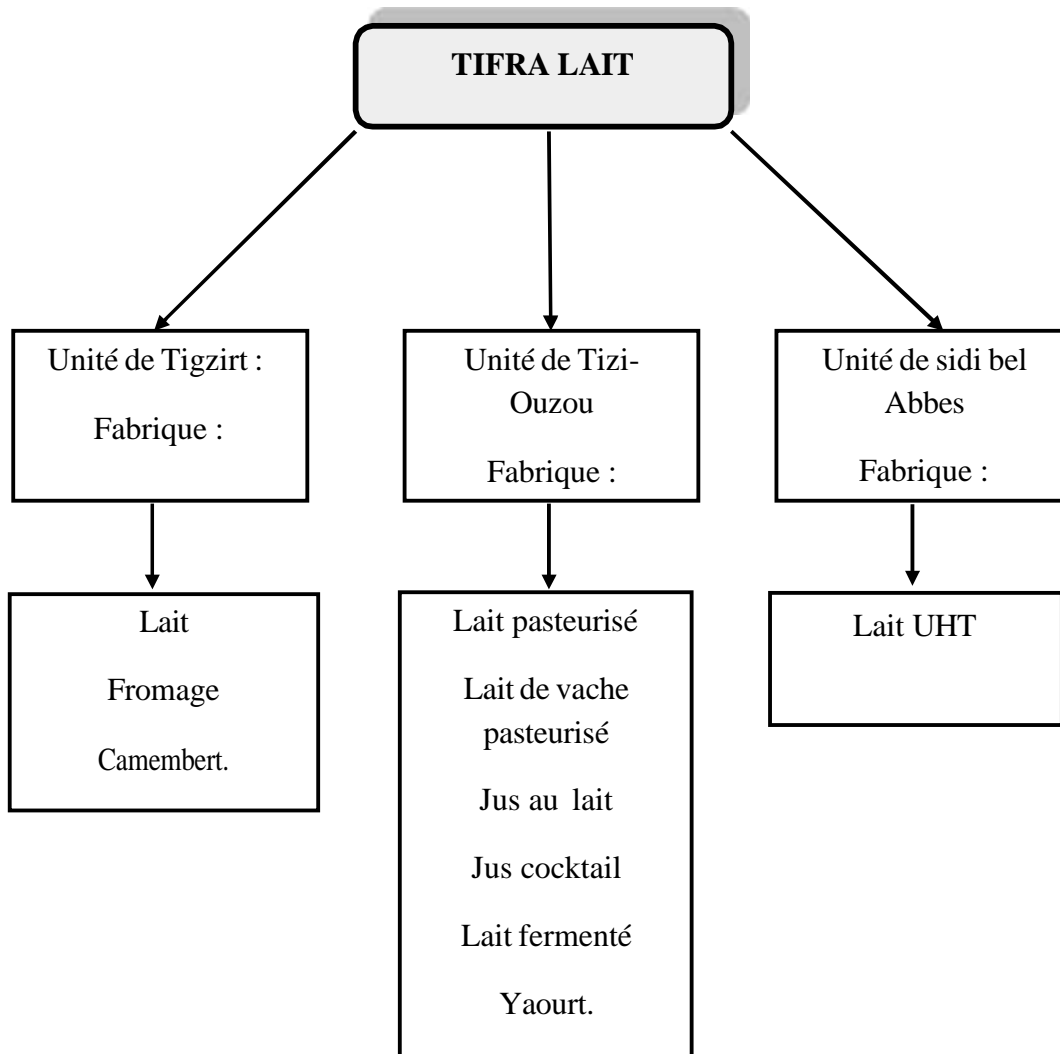 TIFRA LAIT
Unité de Tigzirt :
Fabrique :
Unité de Tizi-
Ouzou
Fabrique :
Unité de sidi bel
Abbes
Fabrique :
Lait
Fromage
Camembert.
Lait pasteurisé
Lait de vache
pasteurisé
Jus au lait
Jus cocktail
Lait fermenté
Yaourt.
Lait UHT